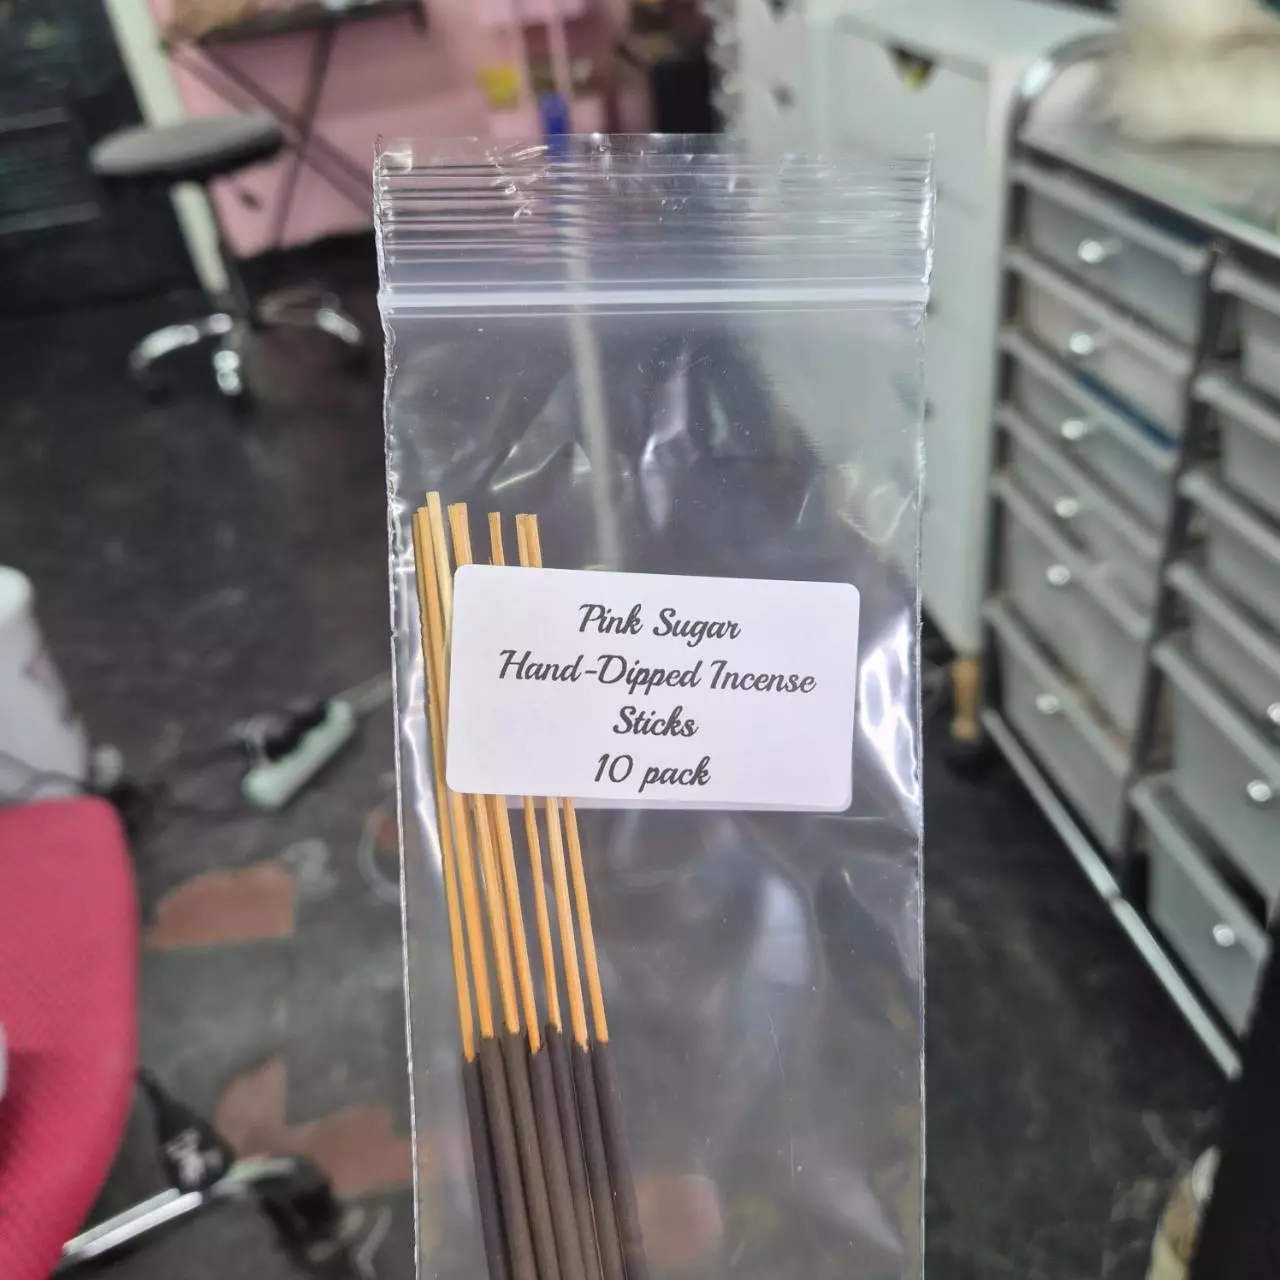 Pink Sugar
Hand-Dipped Incense
Sticks
10 pack